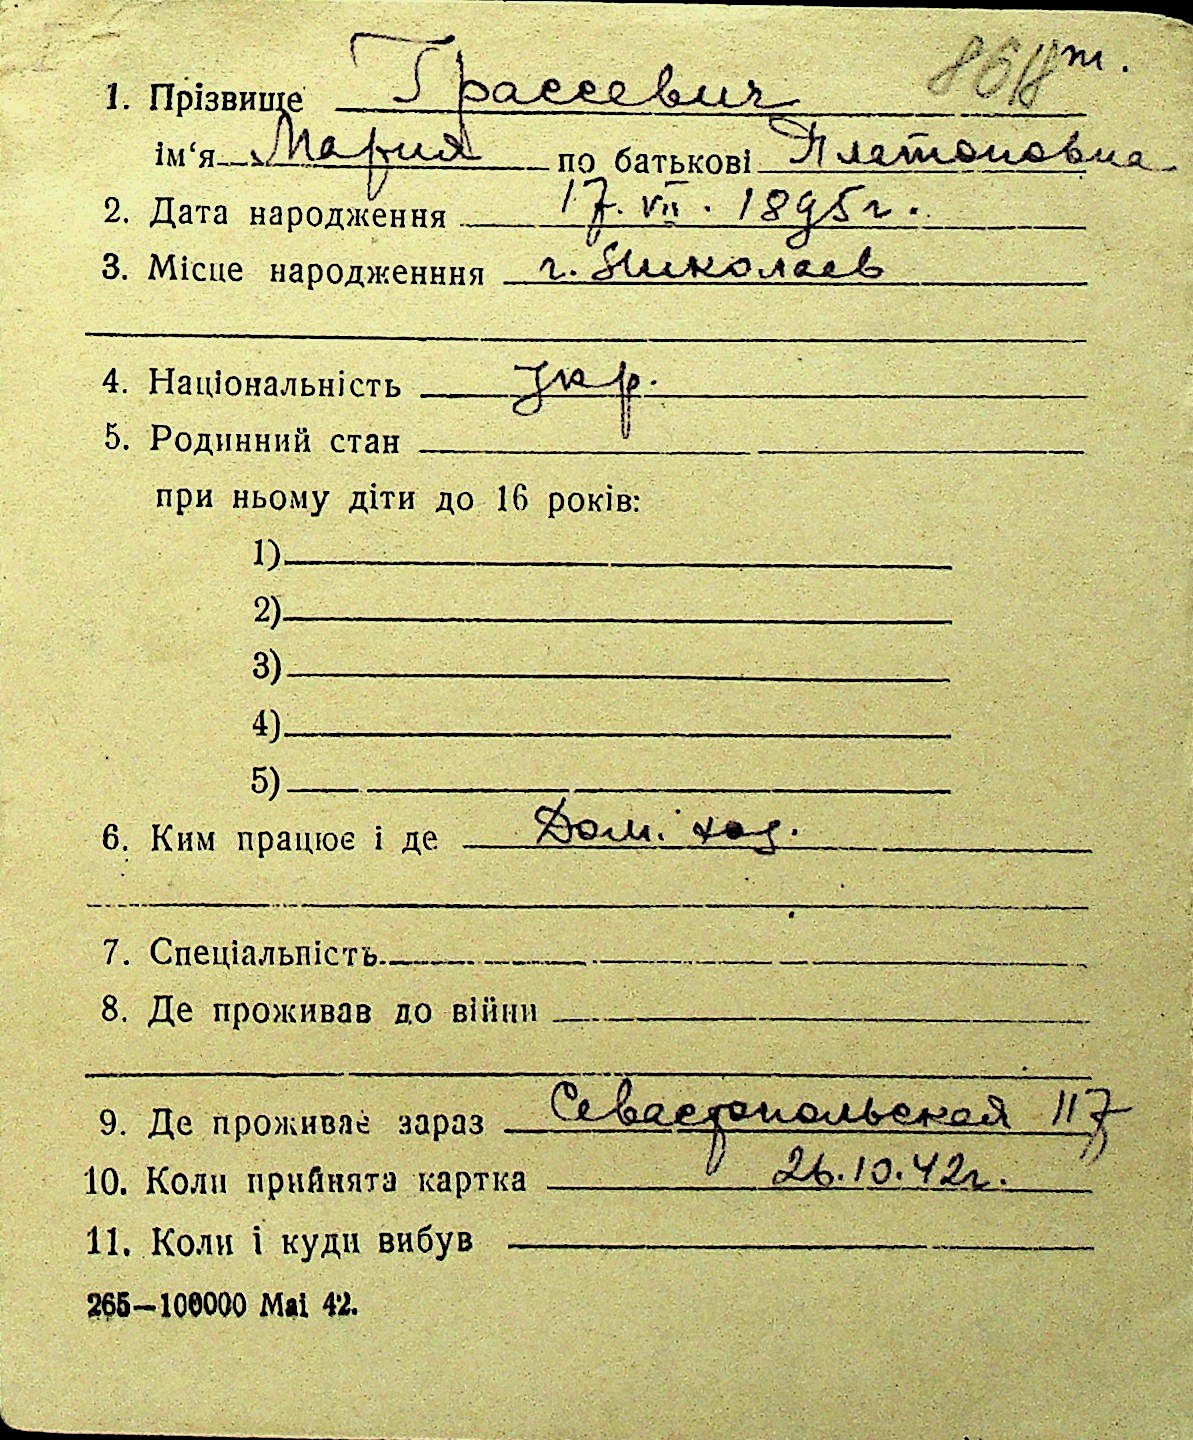 861 т.
1. Прізвище Грассевич
ім‘я Мария по батькові Платоновна
2. Дата народження 17. VII. 1895 г.
3. Місце народженння г. Николаев
4. Національність Укр.
5. Родинний стан
при ньому діти до 16 років:
1)
2)
3)
4)
5)
6. Ким працює і де Дом. хоз.
7. Спеціальність
8. Де проживав до війни
9. Де проживає зараз Севастопольская 117
10. Коли прийнята картка 26.10.42г.
11. Коли і куди вибув
265—100000 Mai 42.